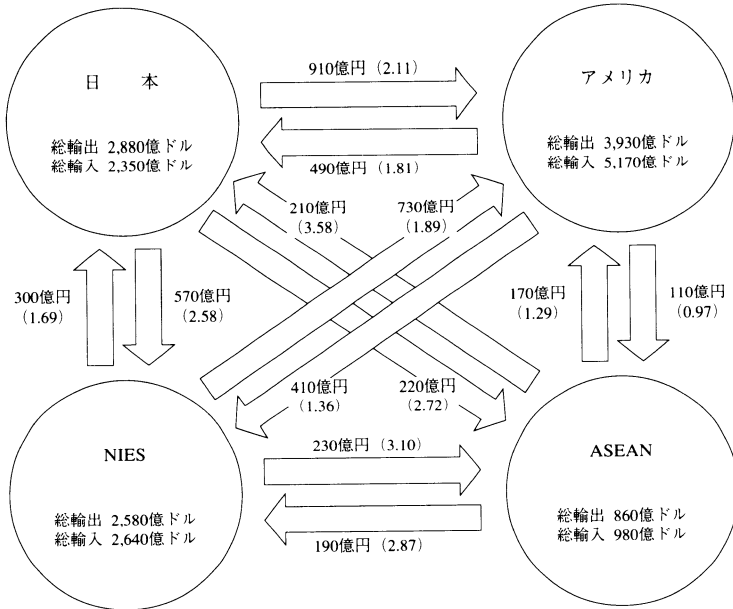 910億円 (2.11)
日 本
総輸出 2,880億ドル
総輸入 2,350億ドル
アメリカ
総輸出 3,930億ドル
総輸入 5,170億ドル
490億円 (1.81)
210億円
(3.58)
730億円
(1.89)
300億円
(1.69)
570億円
(2.58)
170億円
(1.29)
110億円
(0.97)
410億円
(1.36)
220億円
(2.72)
230億円 (3.10)
NIES
総輸出 2,580億ドル
総輸入 2,640億ドル
ASEAN
総輸出 860億ドル
総輸入 980億ドル
190億円 (2.87)